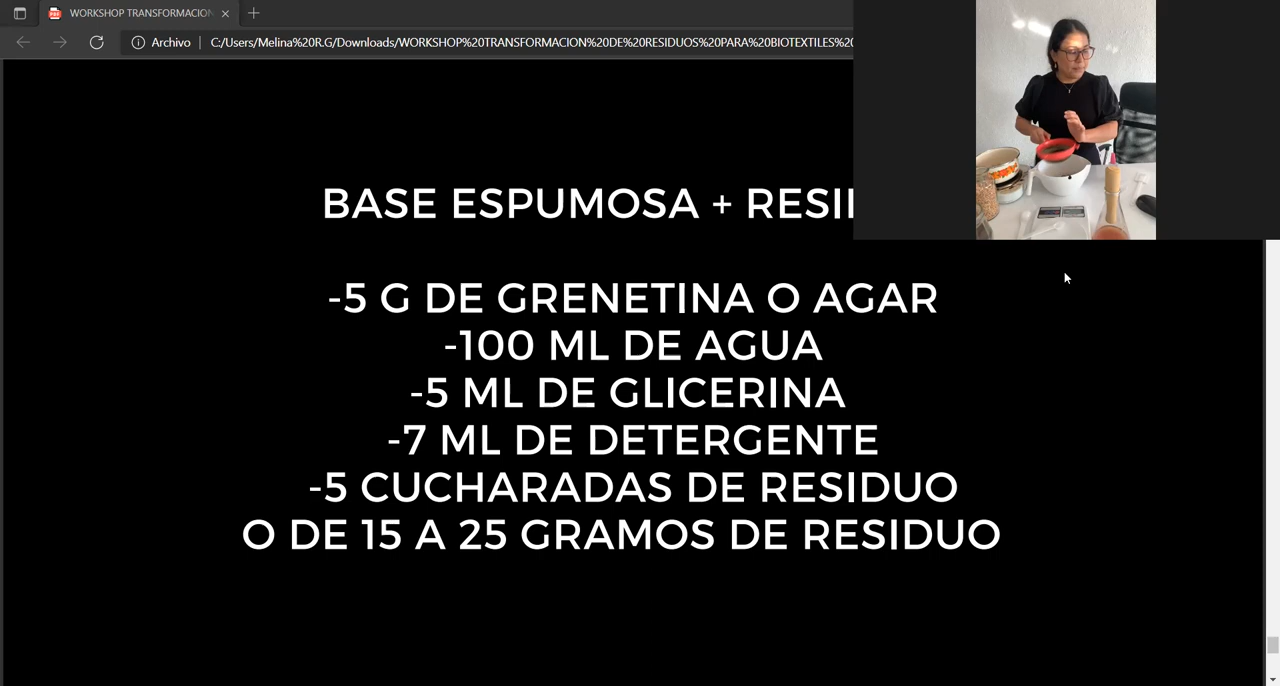 WORKSHOP TRANSFORMACION
Archivo
C:/Users/Melina%20R.G/Downloads/WORKSHOP%20TRANSFORMACION%20DE%20RESIDUOS%20PARA%20BIOTEXTILES%20
BASE ESPUMOSA + RESI
-5 G DE GRENETINA O AGAR
-100 ML DE AGUA
-5 ML DE GLICERINA
-7 ML DE DETERGENTE
-5 CUCHARADAS DE RESIDUO
O DE 15 A 25 GRAMOS DE RESIDUO